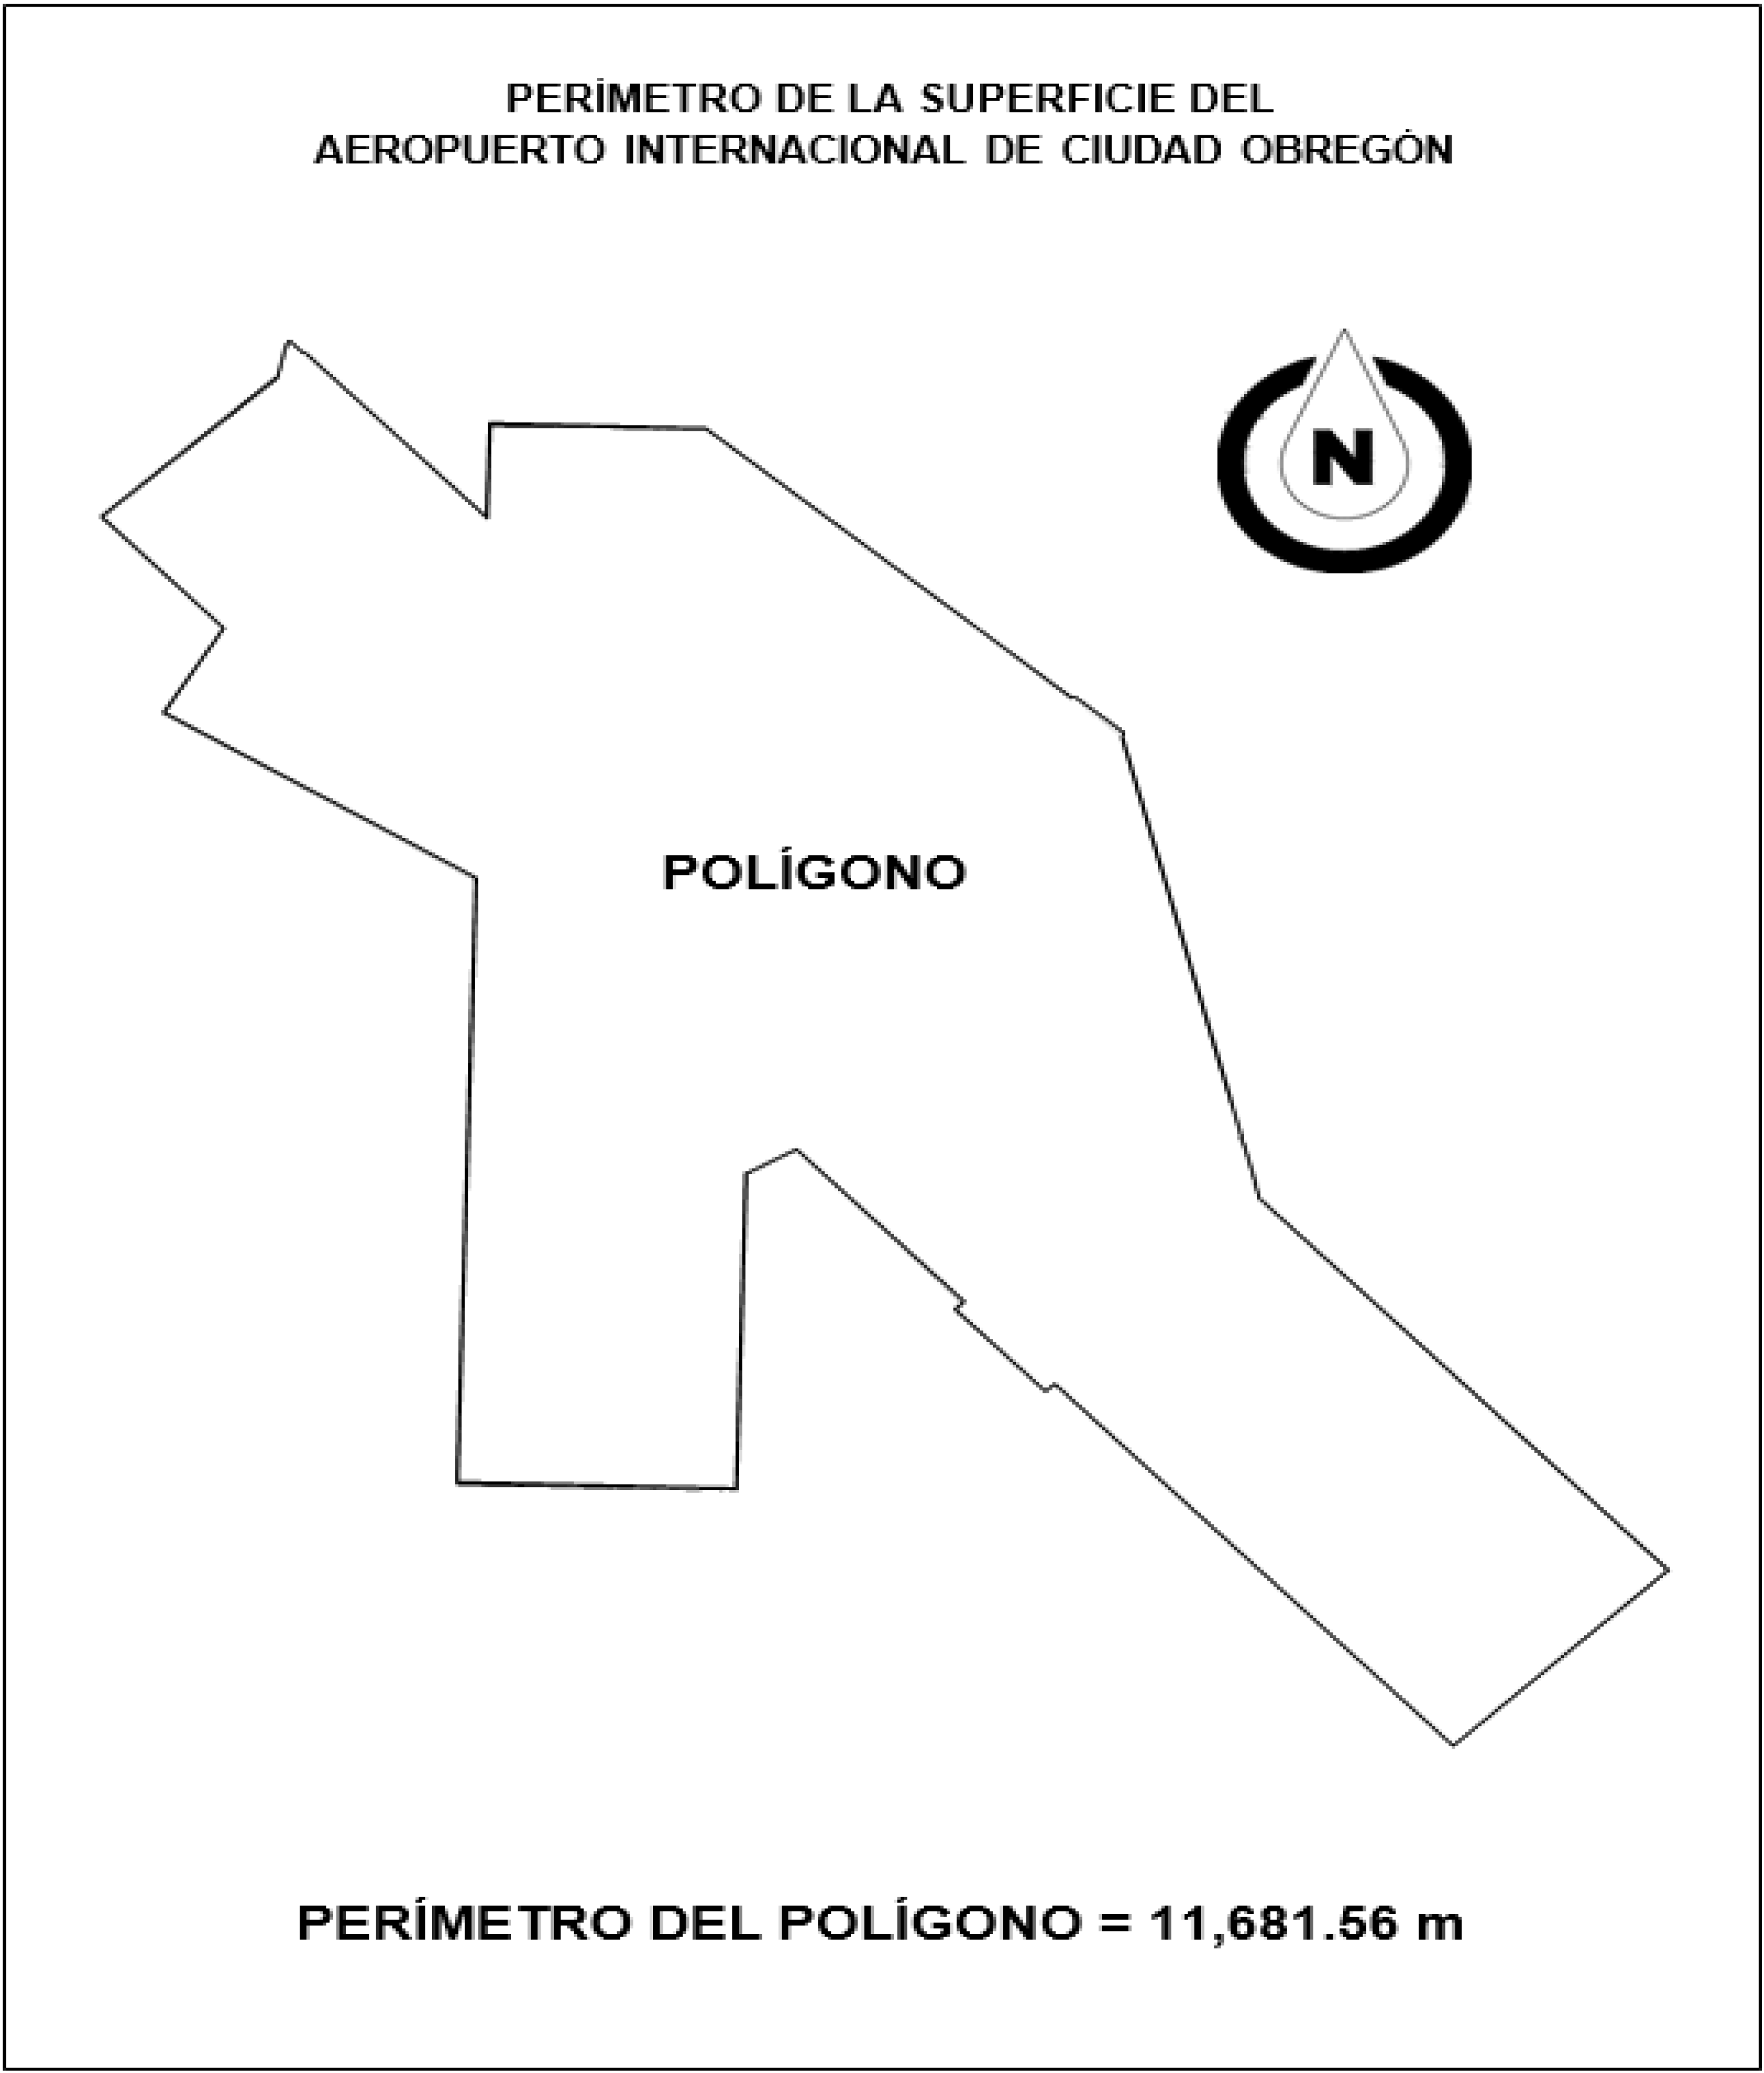 PERÍMETRO DE LA SUPERFICIE DEL
AEROPUERTO INTERNACIONAL DE CIUDAD OBREGÓN
N
POLÍGONO
PERÍMETRO DEL POLÍGONO = 11,681.56 m